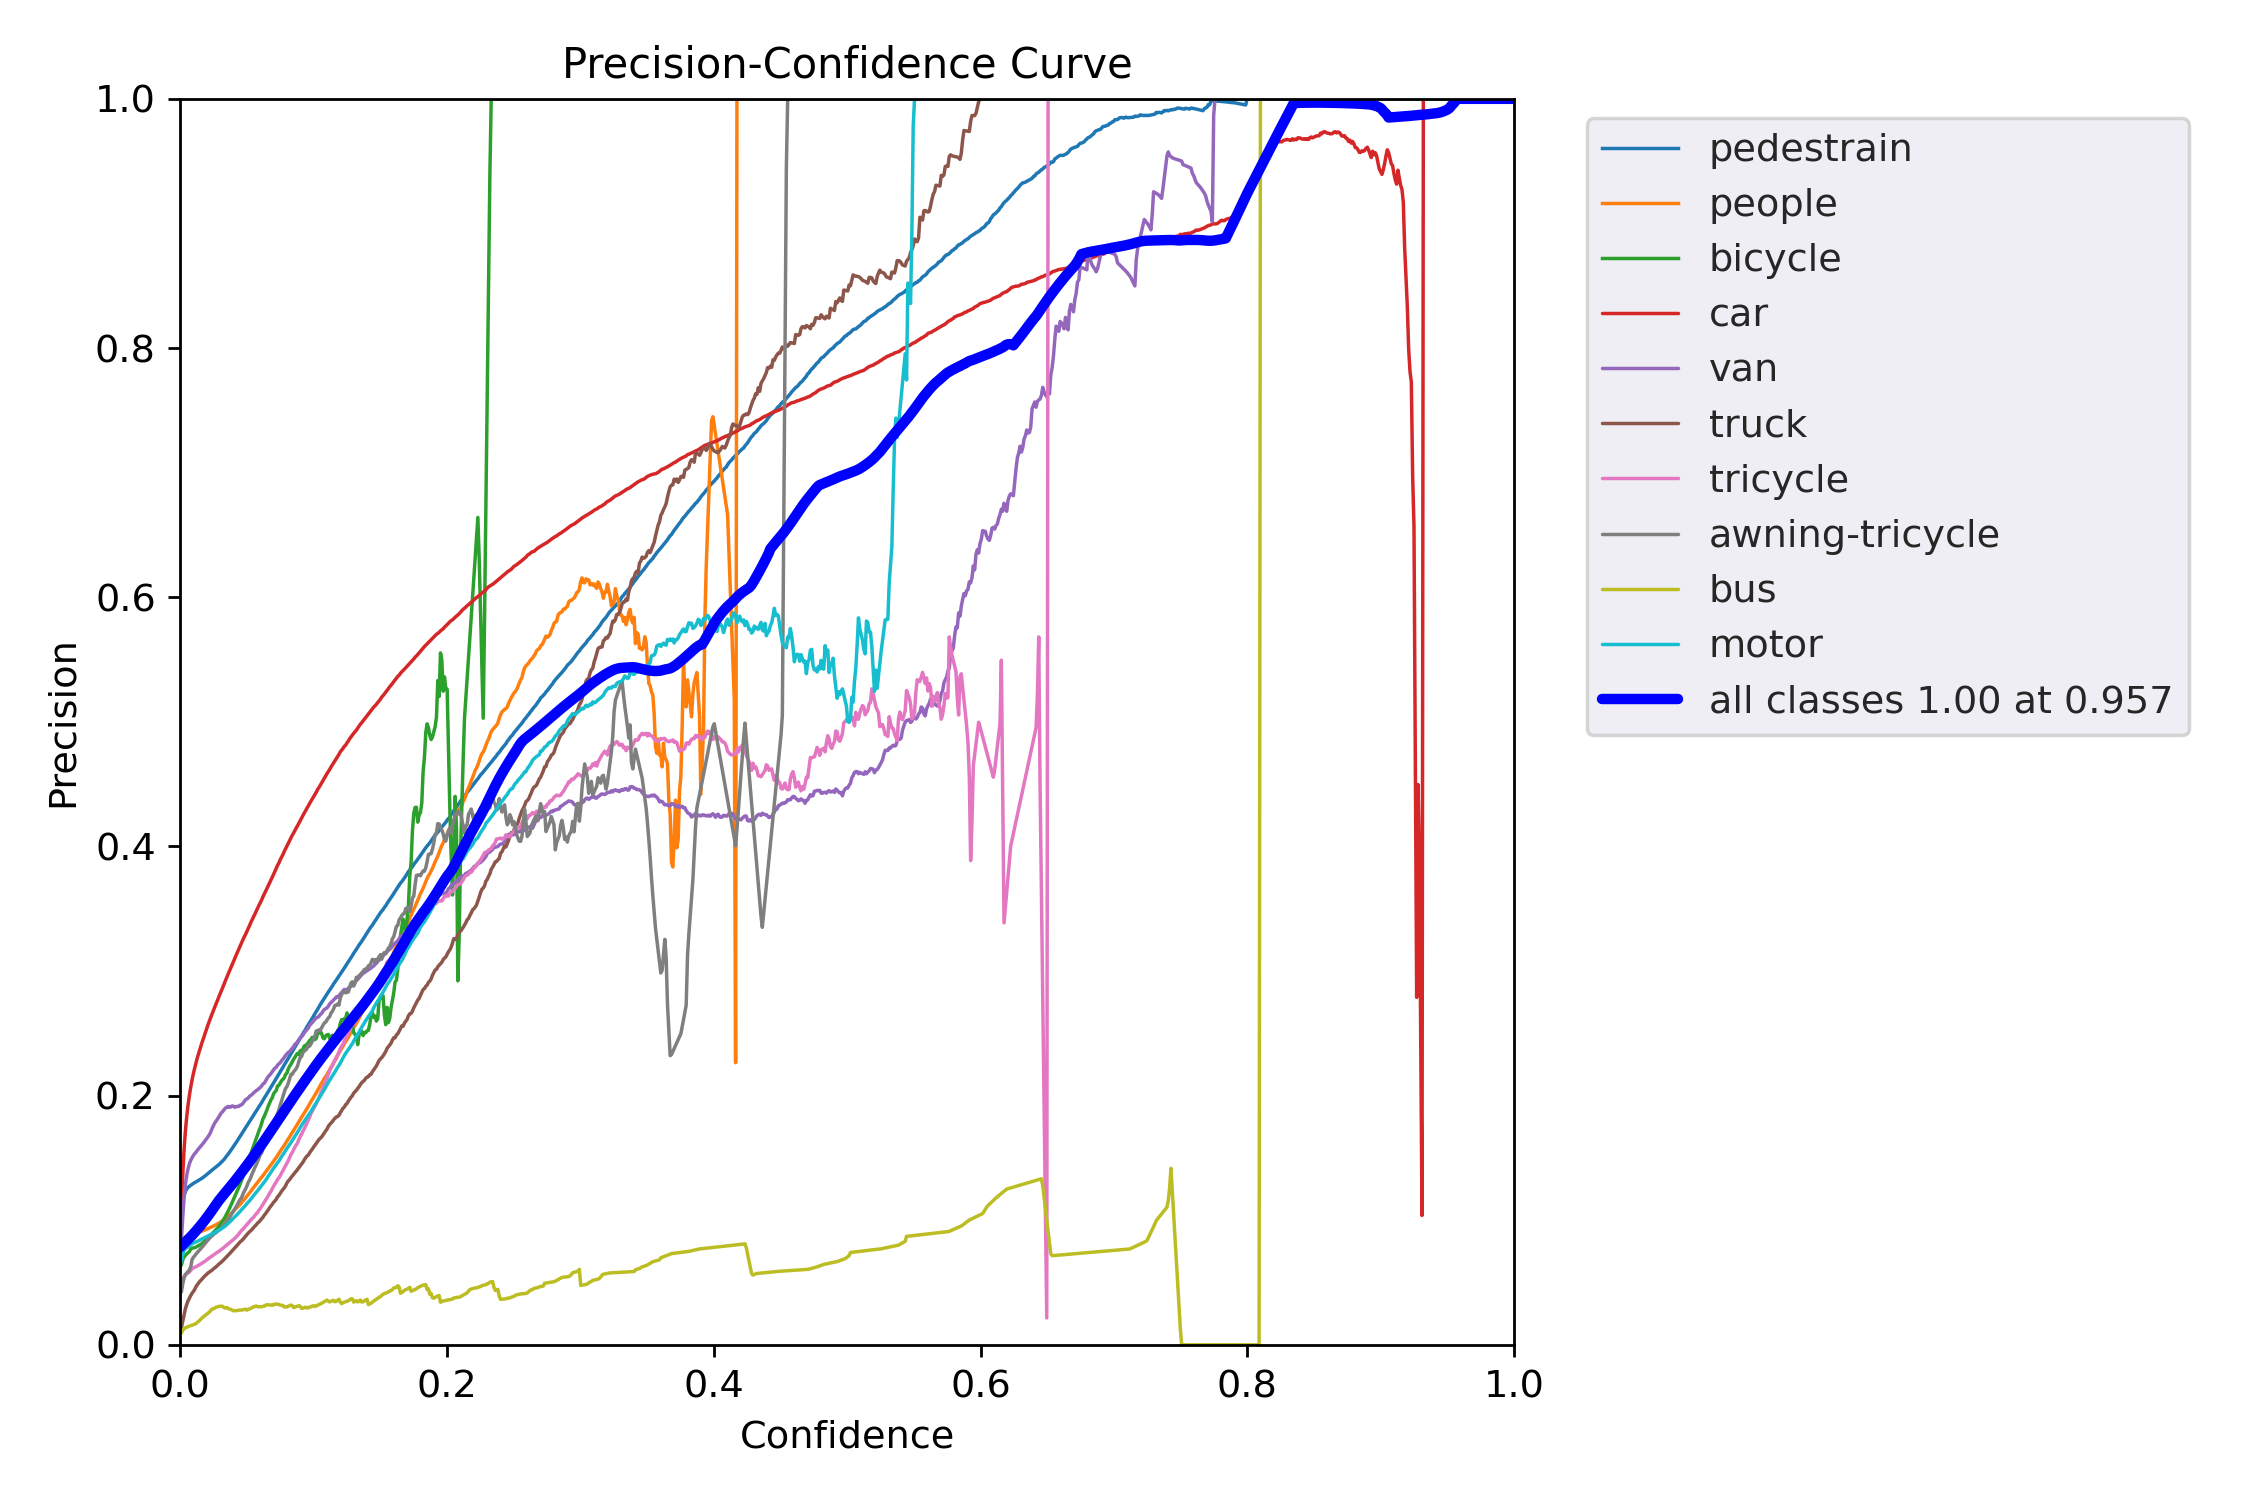 Precision-Confidence Curve
1.0
0.8
0.6
0.4
0.2
0.0
Precision
0.0 0.2 0.4 0.6 0.8 1.0
Confidence
pedestrain
people
bicycle
car
van
truck
tricycle
awning-tricycle
bus
motor
all classes 1.00 at 0.957